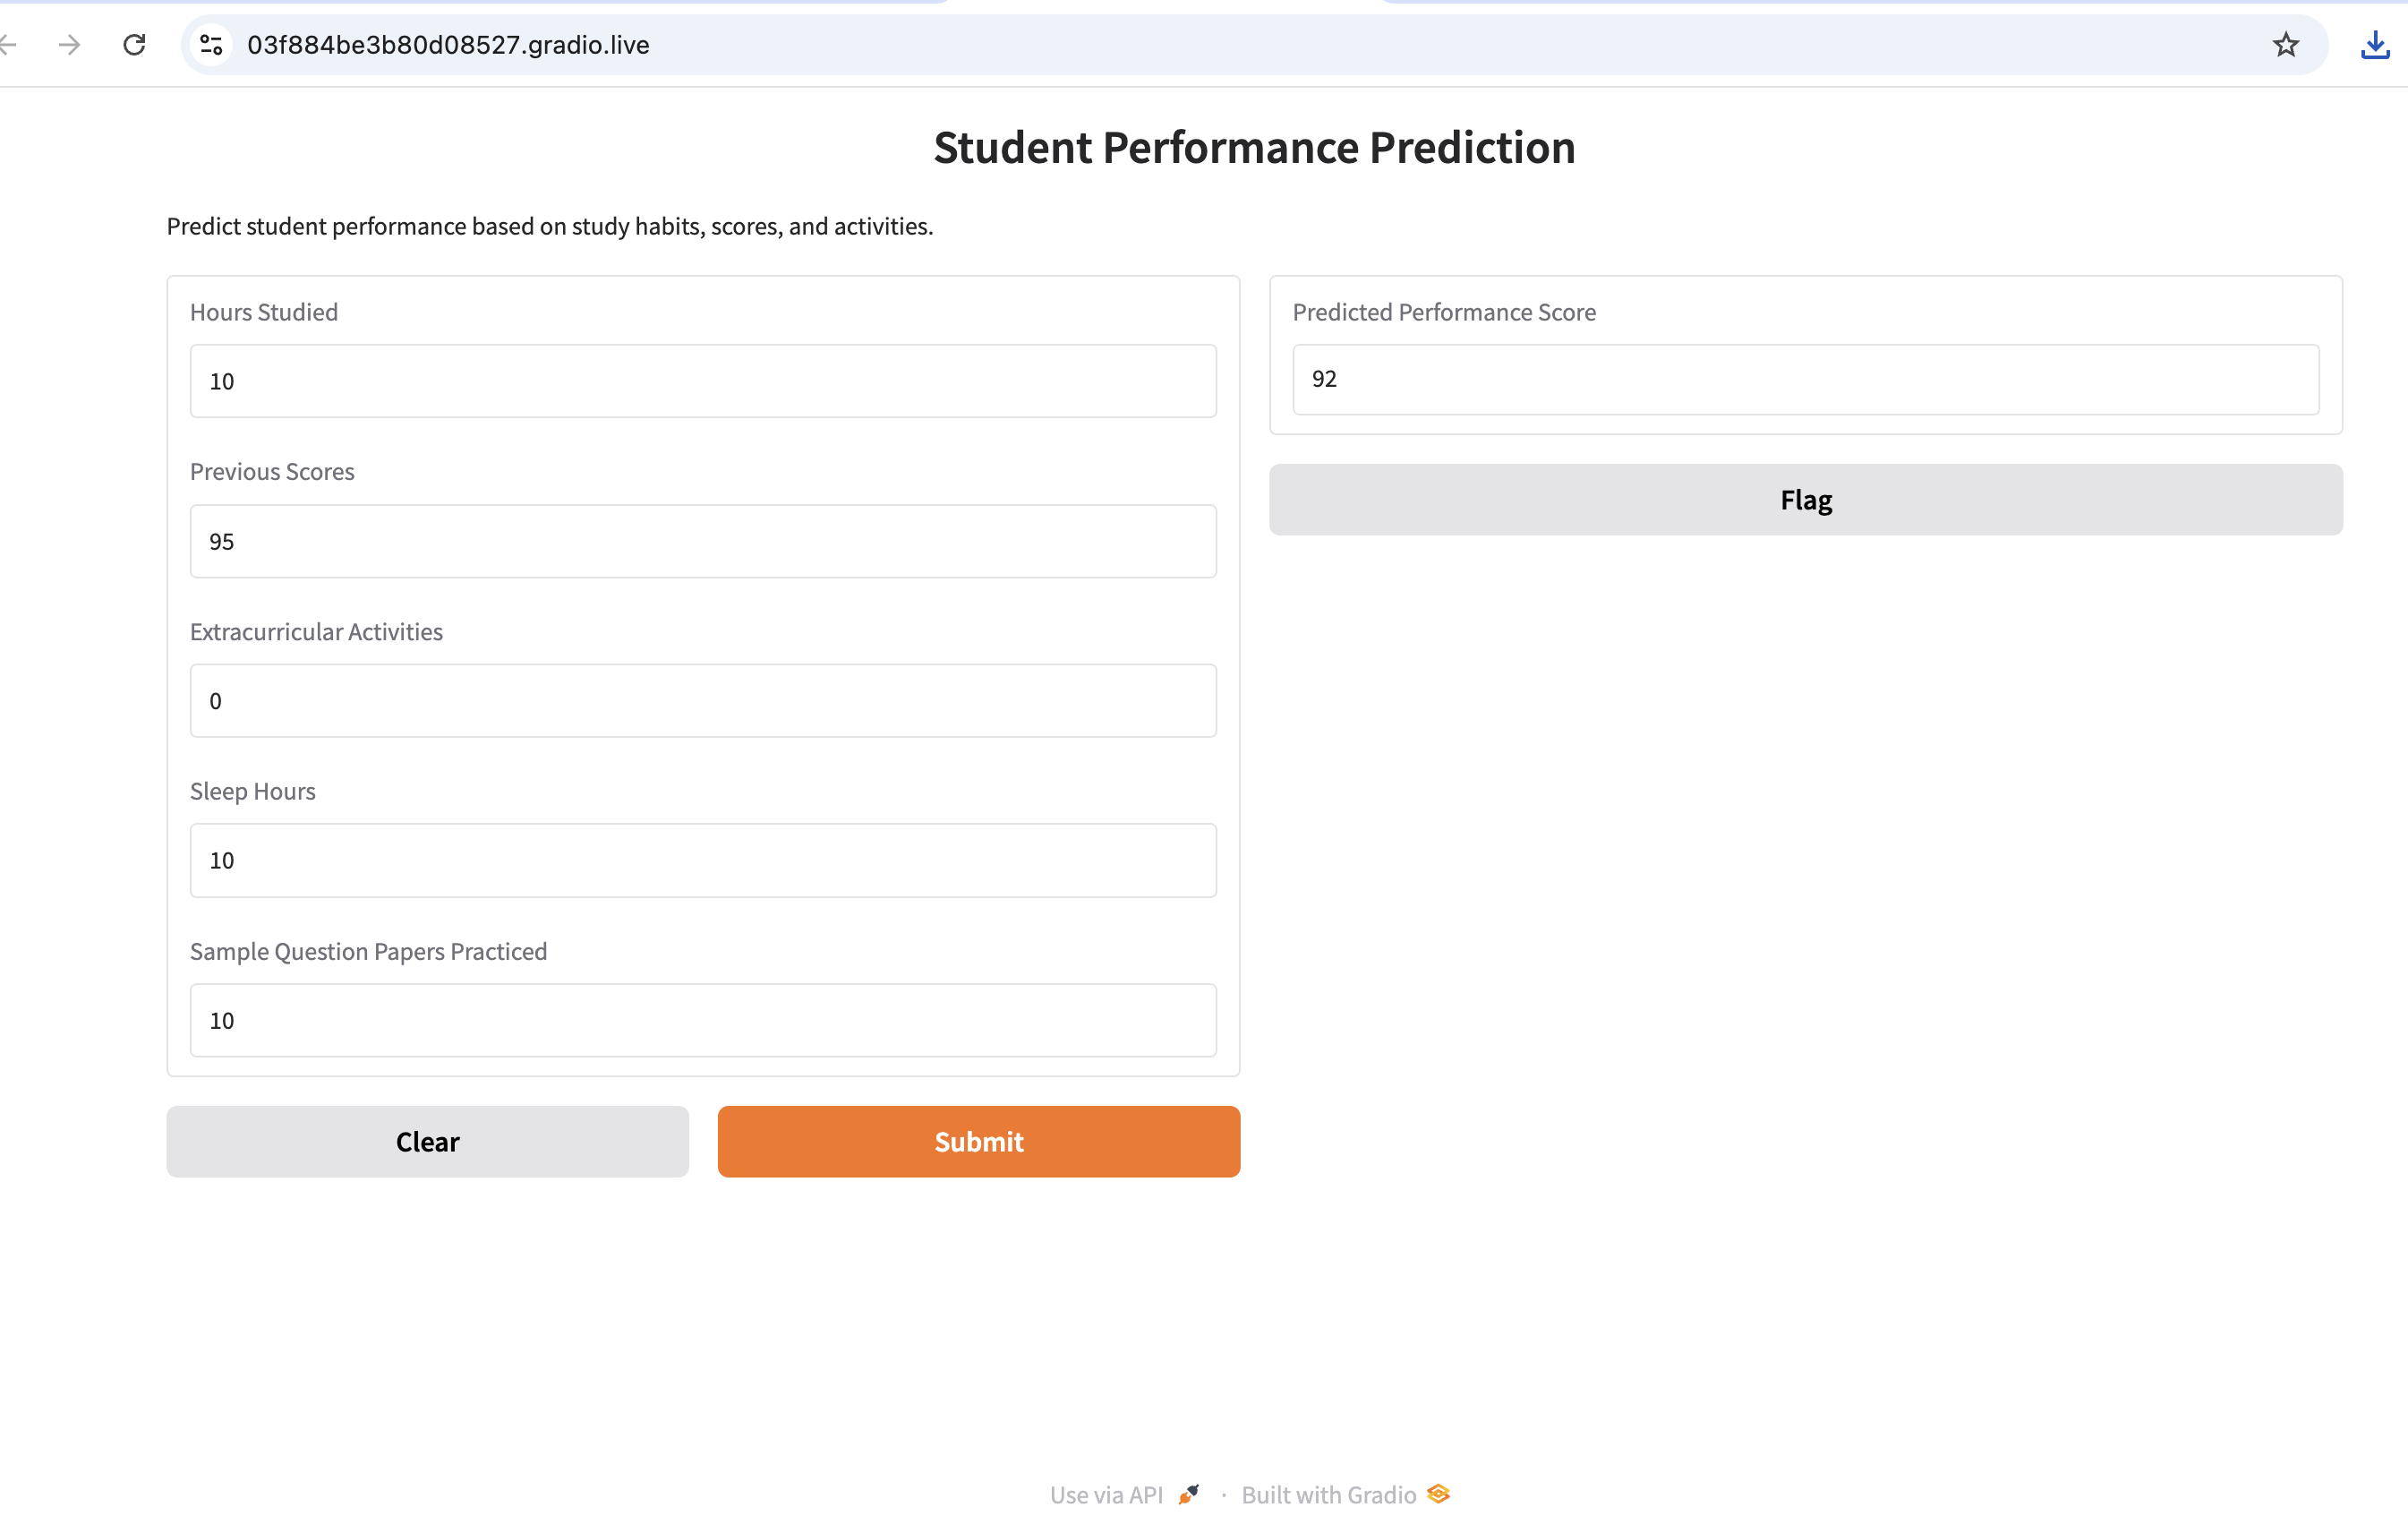 03f884be3b80d08527.gradio.live
Student Performance Prediction
Predict student performance based on study habits, scores, and activities.
Hours Studied
10
Previous Scores
95
Extracurricular Activities
0
Sleep Hours
10
Sample Question Papers Practiced
10
Clear
Submit
Predicted Performance Score
92
Flag
Use via API · Built with Gradio